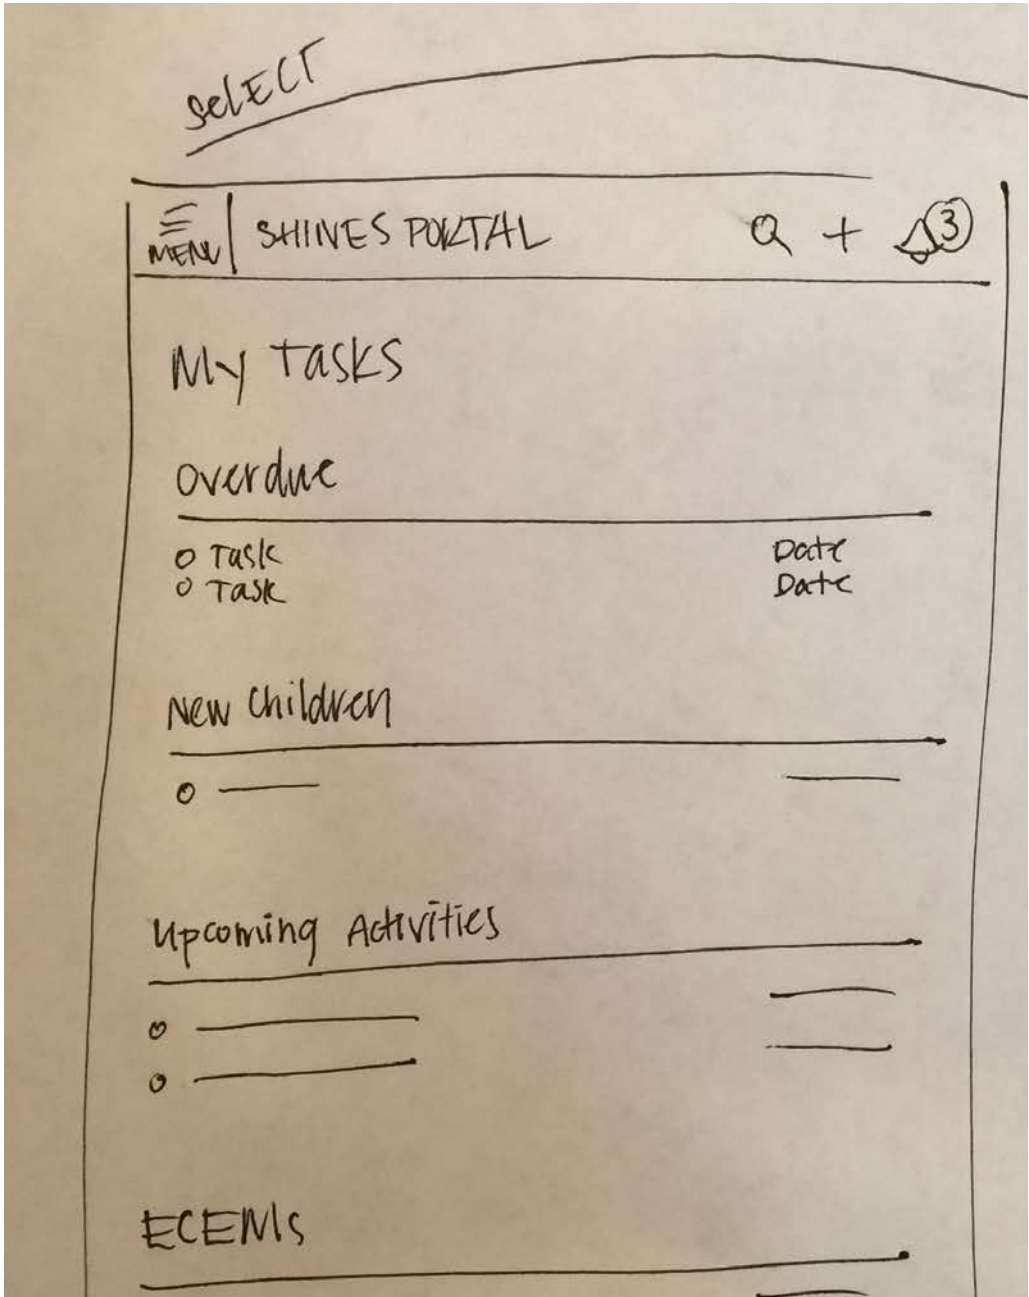 SELECT
MENU SHINES PORTAL 3
My Tasks
Overdue
Task Date
Task Date
New Children
Upcoming Activities
ECEMs